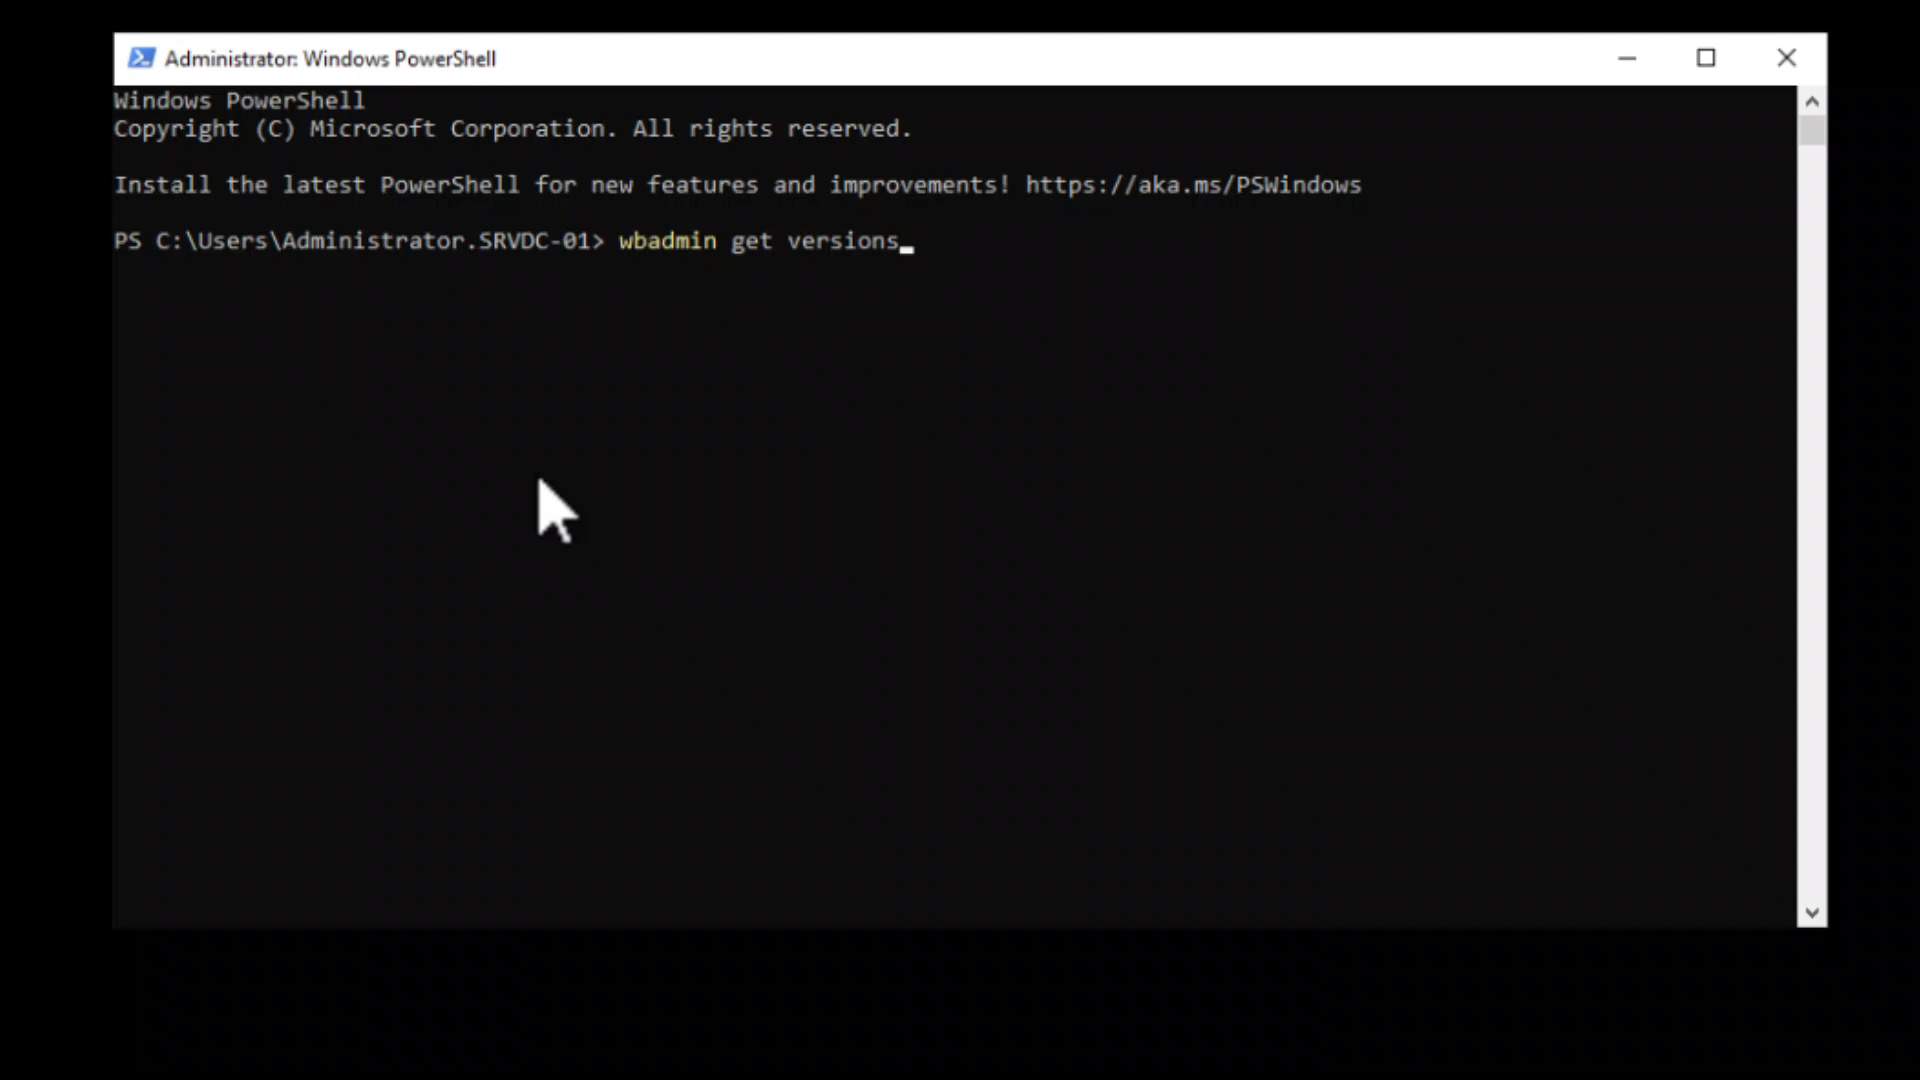 Administrator: Windows PowerShell
Windows PowerShell
Copyright (C) Microsoft Corporation. All rights reserved.
Install the latest PowerShell for new features and improvements! https://aka.ms/PSWindows
PS C:\Users\Administrator.SRVDC-01> wbadmin get versions